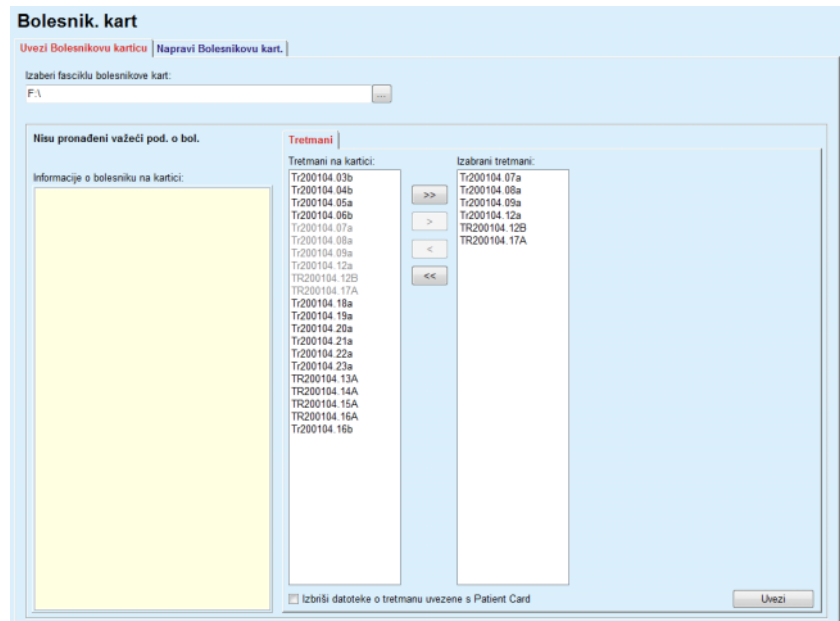 Bolesnik. kart
Uvezi Bolesnikovu karticu Napravi Bolesnikovu kart.
Izaberi fasciklu bolesnikove kart:
F:\
...
Nisu pronađeni važeći pod. o bol.
Informacije o bolesniku na kartici:
Tretmani
Tretmani na kartici:
Tr200104.03b
Tr200104.04b
Tr200104.05a
Tr200104.06b
Tr200104.07a
Tr200104.08a
Tr200104.09a
Tr200104.12a
TR200104.12B
TR200104.17A
Tr200104.18a
Tr200104.19a
Tr200104.20a
Tr200104.21a
Tr200104.22a
Tr200104.23a
TR200104.13A
TR200104.14A
TR200104.15A
TR200104.16A
Tr200104.16b
>>
>
<
<<
Izabrani tretmani:
Tr200104.07a
Tr200104.08a
Tr200104.09a
Tr200104.12a
TR200104.12B
TR200104.17A
Izbriši datoteke o tretmanu uvezene s Patient Card
Uvezi